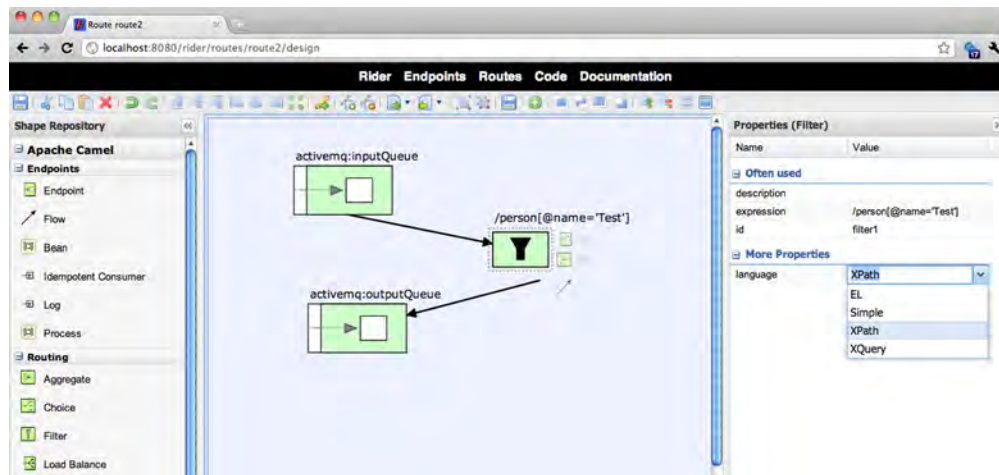 Route route2
localhost:8080/rider/routes/route2/design
17
Rider Endpoints Routes Code Documentation
Shape Repository
Apache Camel
Endpoints
Endpoint
Flow
Bean
Idempotent Consumer
Log
Process
Routing
Aggregate
Choice
Filter
Load Balance
activemq:inputQueue
/person[@name='Test']
activemq:outputQueue
Properties (Filter)
Name Value
Often used
description
expression /person[@name='Test']
id filter1
More Properties
language XPath
EL
Simple
XPath
XQuery